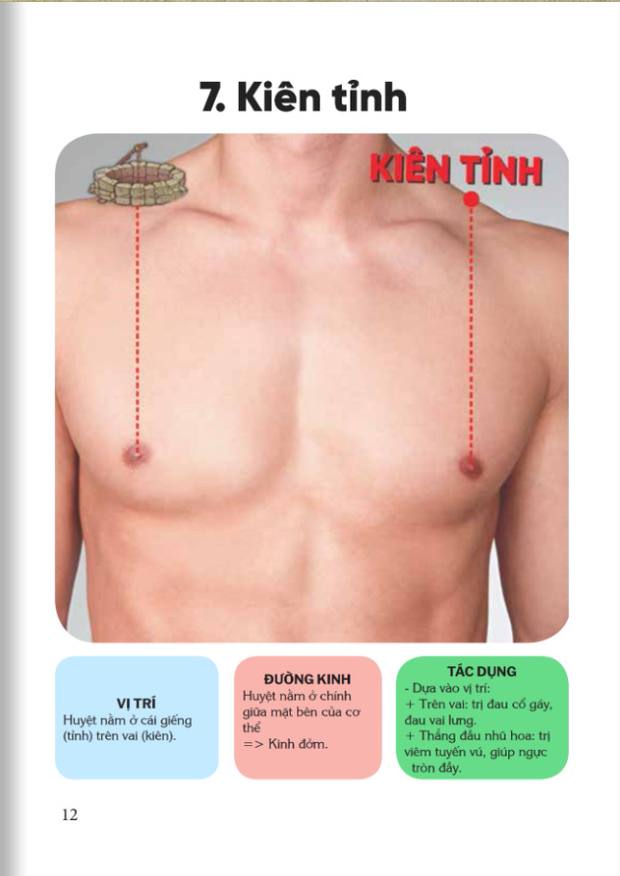 7. Kiên tỉnh
KIÊN TỈNH
VỊ TRÍ
Huyệt nằm ở cái giếng
(tỉnh) trên vai (kiên).
ĐƯỜNG KINH
Huyệt nằm ở chính
giữa mặt bên của cơ
thể
=> Kinh đởm.
TÁC DỤNG
- Dựa vào vị trí:
+ Trên vai: trị đau cổ gáy,
đau vai lưng.
+ Thẳng đầu nhũ hoa: trị
viêm tuyến vú, giúp ngực
tròn đầy.
12